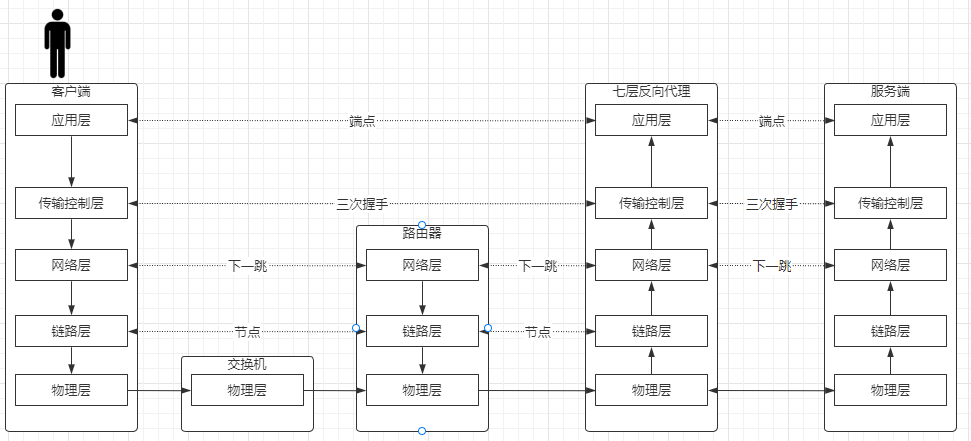 客户端
七层反向代理
服务端
应用层
端点
应用层
端点
应用层
传输控制层
三次握手
传输控制层
三次握手
传输控制层
路由器
网络层
下一跳
网络层
下一跳
网络层
下一跳
网络层
链路层
节点
链路层
节点
链路层
链路层
交换机
物理层
物理层
物理层
物理层
物理层